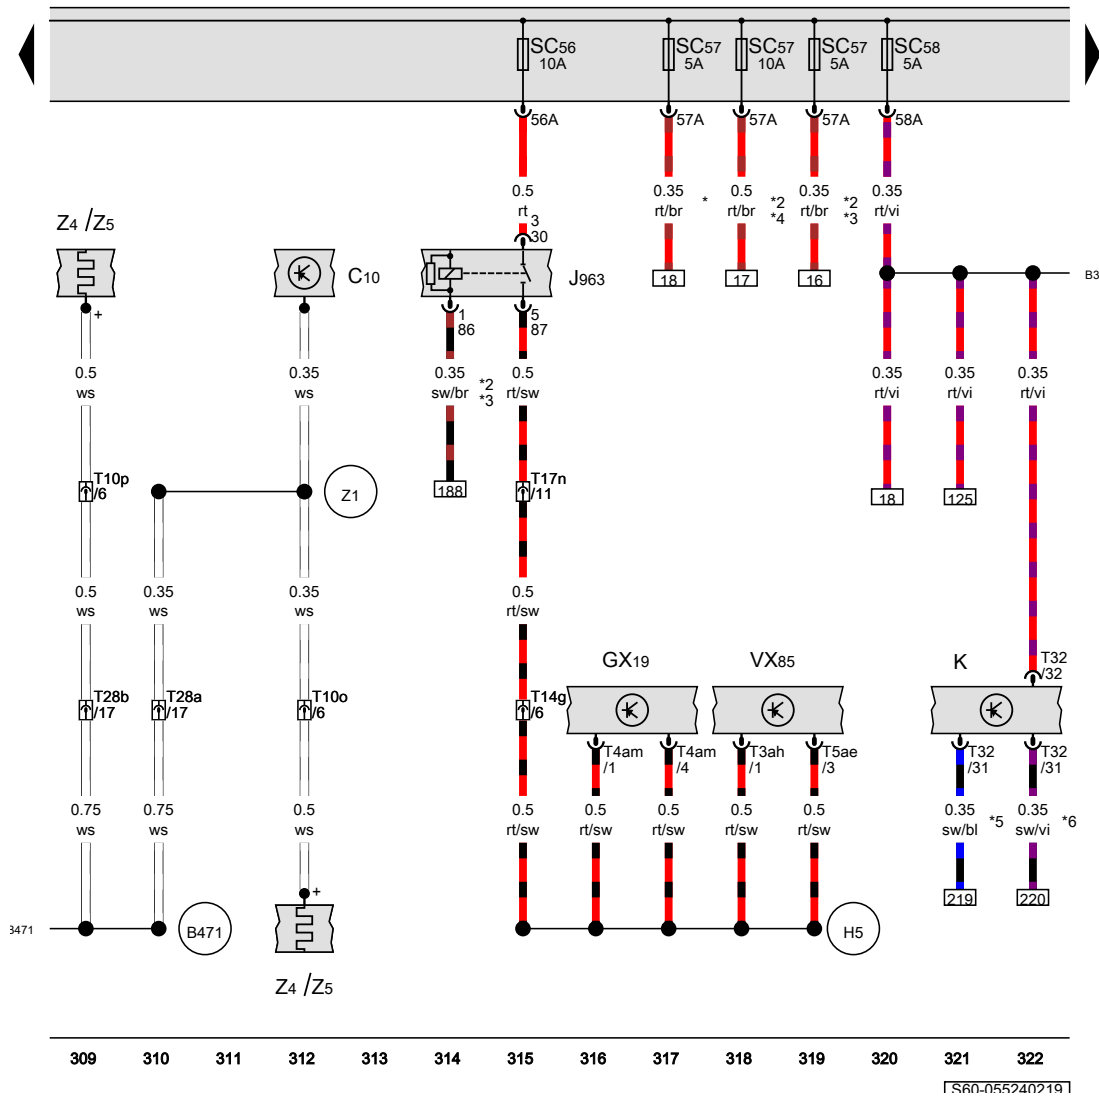 SC56 SC57 SC57 SC57 SC58
10A 5A 10A 5A 5A
56A 57A 57A 57A 58A
0.5 0.35 0.5 0.35 0.35
rt rt/br * rt/br *2 rt/br *2 rt/vi
*4 *3
3
30
Z4 /Z5
C10
J963
18 17 16
B3
+
1 5
86 87
0.5 0.35 0.35 0.5 0.35 0.35 0.35
ws ws sw/br *2 rt/sw rt/vi rt/vi rt/vi
*3
T10p T17n
/6 /11
Z1
188
18 125
0.5 0.35 0.35 0.5
ws ws ws rt/sw
GX19 VX85 K
T32
/32
T28b T28a T10o T14g
/17 /17 /6 /6
T4am T4am T3ah T5ae T32 T32
/1 /4 /1 /3 /31 /31
0.75 0.75 0.5 0.5 0.5 0.5 0.5 0.5 0.35 0.35
ws ws ws rt/sw rt/sw rt/sw rt/sw rt/sw sw/bl *5 sw/vi *6
+
219 220
B471
H5
Z4 /Z5
309 310 311 312 313 314 315 316 317 318 319 320 321 322
S60-055240219